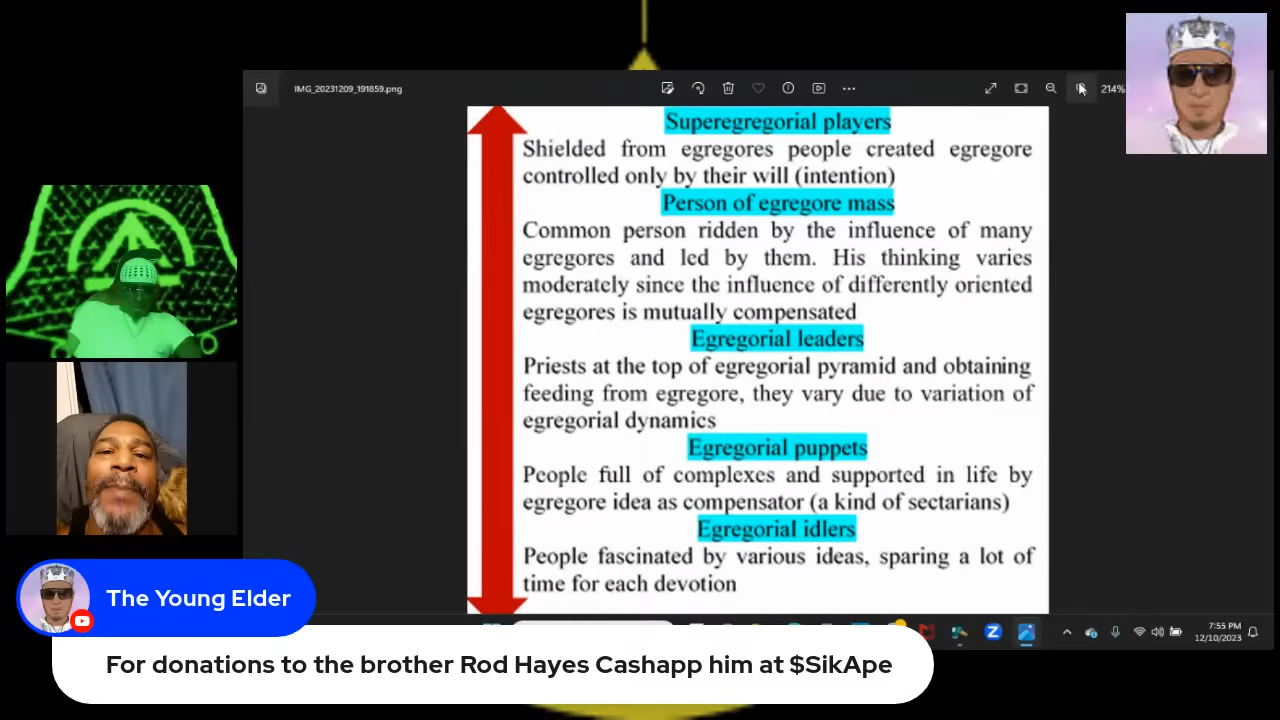 IMG_20231209_191859.png
214%
Superegregorial players
Shielded from egregores people created egregore
controlled only by their will (intention)
Person of egregore mass
Common person ridden by the influence of many
egregores and led by them. His thinking varies
moderately since the influence of differently oriented
egregores is mutually compensated
Egregorial leaders
Priests at the top of egregorial pyramid and obtaining
feeding from egregore, they vary due to variation of
egregorial dynamics
Egregorial puppets
People full of complexes and supported in life by
egregore idea as compensator (a kind of sectarians)
Egregorial idlers
People fascinated by various ideas, sparing a lot of
time for each devotion
7:55 PM
12/10/2023
The Young Elder
For donations to the brother Rod Hayes Cashapp him at $SikApe